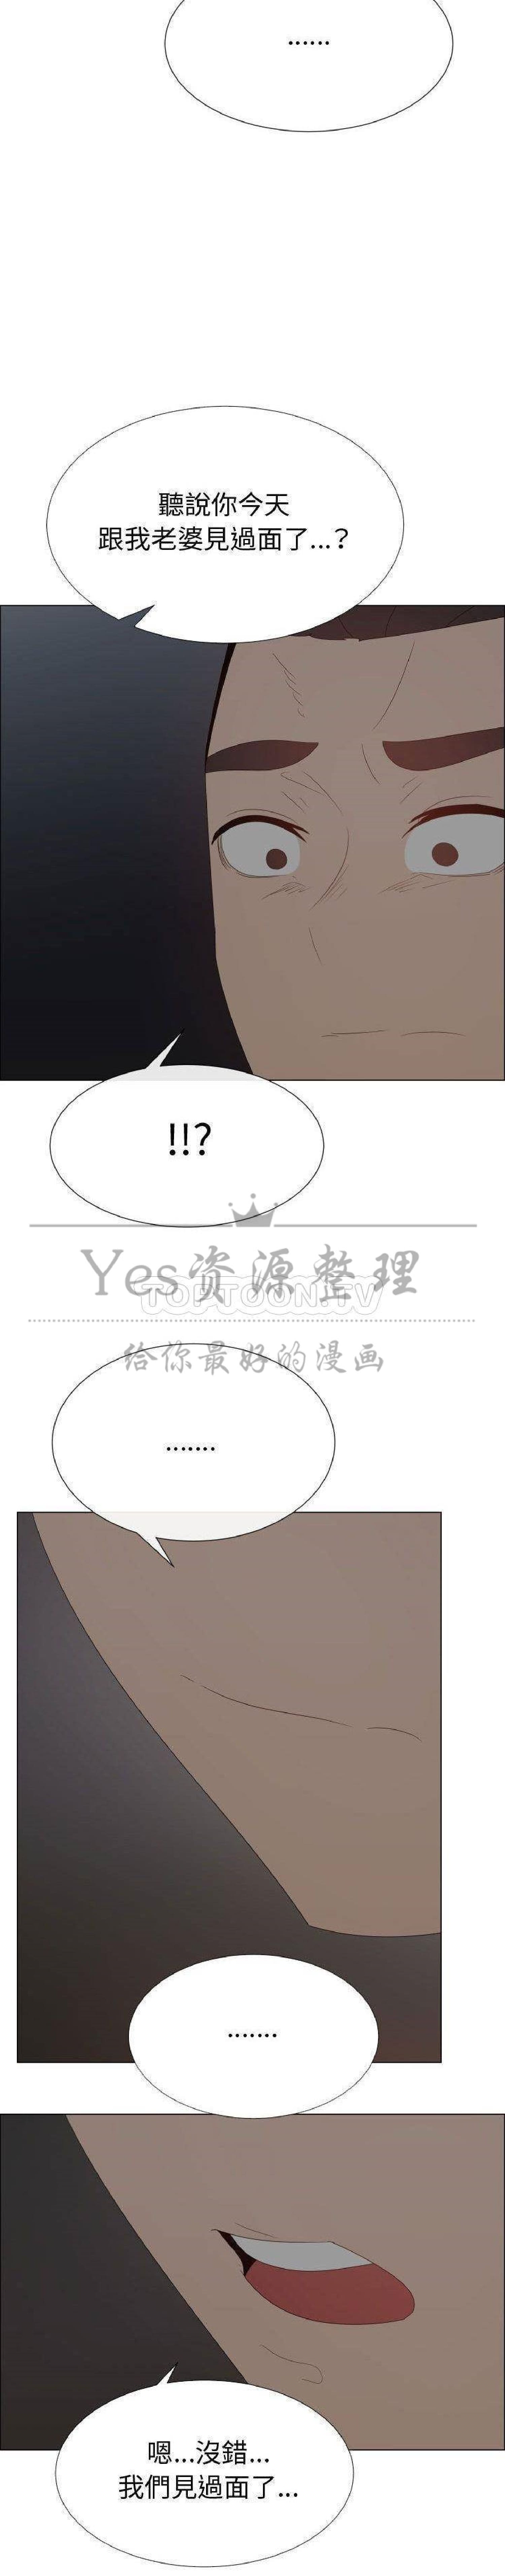 ......
聽說你今天
跟我老婆見過面了...？
!!?
Yes资源整理
TOPTOON.TV
给你最好的漫画
.......
.......
嗯...沒錯...
我們見過面了...